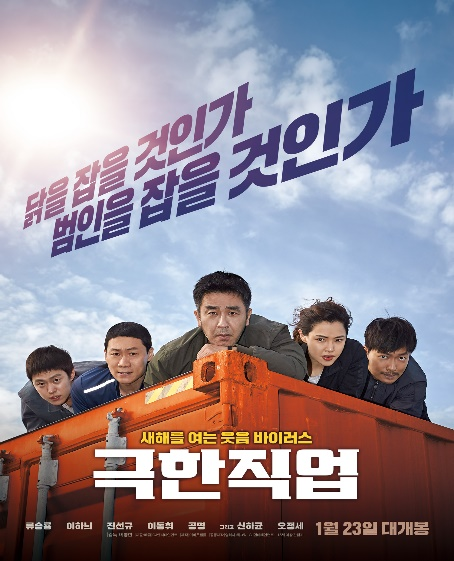 닭을 잡을 것인가
범인을 잡을 것인가
새해를 여는 웃음 바이러스
극한직업
류승룡 이하늬 진선규 이동휘 공명 그리고 신하균 오정세 1월 23일 대개봉